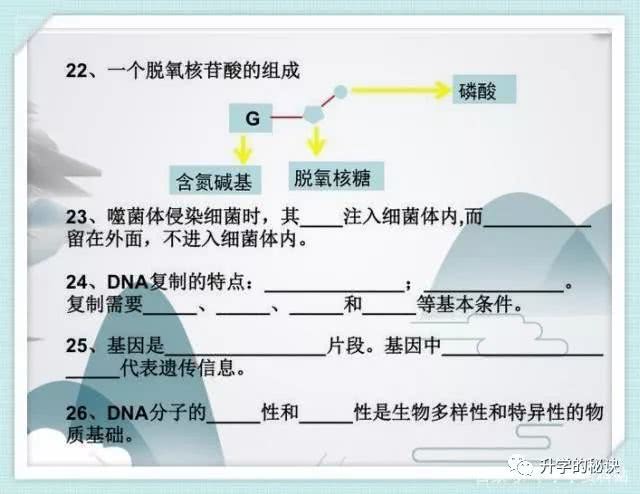 22、一个脱氧核苷酸的组成
磷酸
G
含氮碱基
脱氧核糖
23、噬菌体侵染细菌时，其____注入细菌体内,而__________
留在外面，不进入细菌体内。
24、DNA复制的特点：_____________；_____________。
复制需要_____、_____、_____和_____等基本条件。
25、基因是_______________片段。基因中_______________
_____代表遗传信息。
26、DNA分子的_____性和_____性是生物多样性和特异性的物
质基础。
升学的秘诀